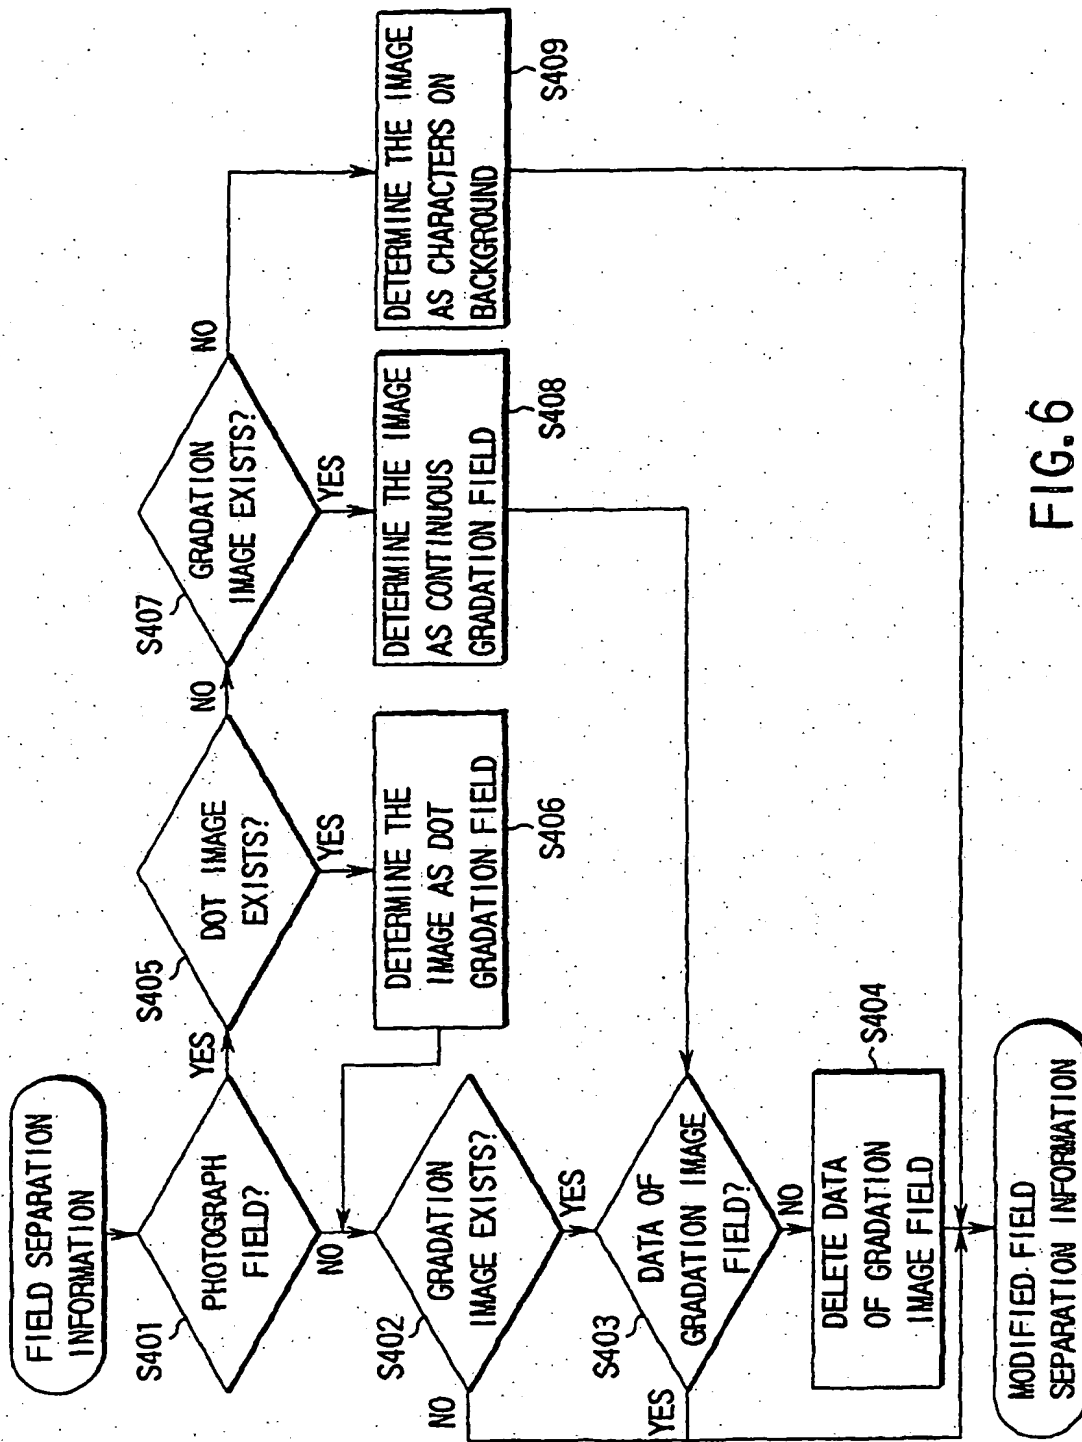 FIELD SEPARATION
INFORMATION
S401
PHOTOGRAPH
FIELD?
YES
NO
S402
GRADATION
IMAGE EXISTS?
NO
YES
S403
DATA OF
GRADATION IMAGE
FIELD?
YES
NO
DELETE DATA
OF GRADATION
IMAGE FIELD
S404
MODIFIED FIELD
SEPARATION INFORMATION
S405
DOT IMAGE
EXISTS?
NO
YES
DETERMINE THE
IMAGE AS DOT
GRADATION FIELD
S406
S407
GRADATION
IMAGE EXISTS?
NO
YES
DETERMINE THE IMAGE
AS CONTINUOUS
GRADATION FIELD
S408
DETERMINE THE IMAGE
AS CHARACTERS ON
BACKGROUND
S409
FIG.6